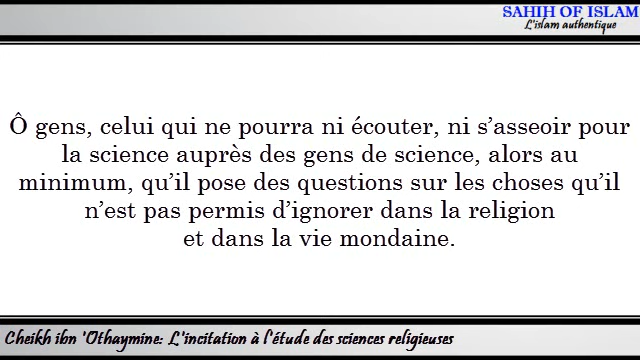 SAHIH OF ISLAM
L'islam authentique
Ô gens, celui qui ne pourra ni écouter, ni s’asseoir pour
la science auprès des gens de science, alors au
minimum, qu’il pose des questions sur les choses qu’il
n’est pas permis d’ignorer dans la religion
et dans la vie mondaine.
Cheikh ibn 'Othaymine: L'incitation à l'étude des sciences religieuses